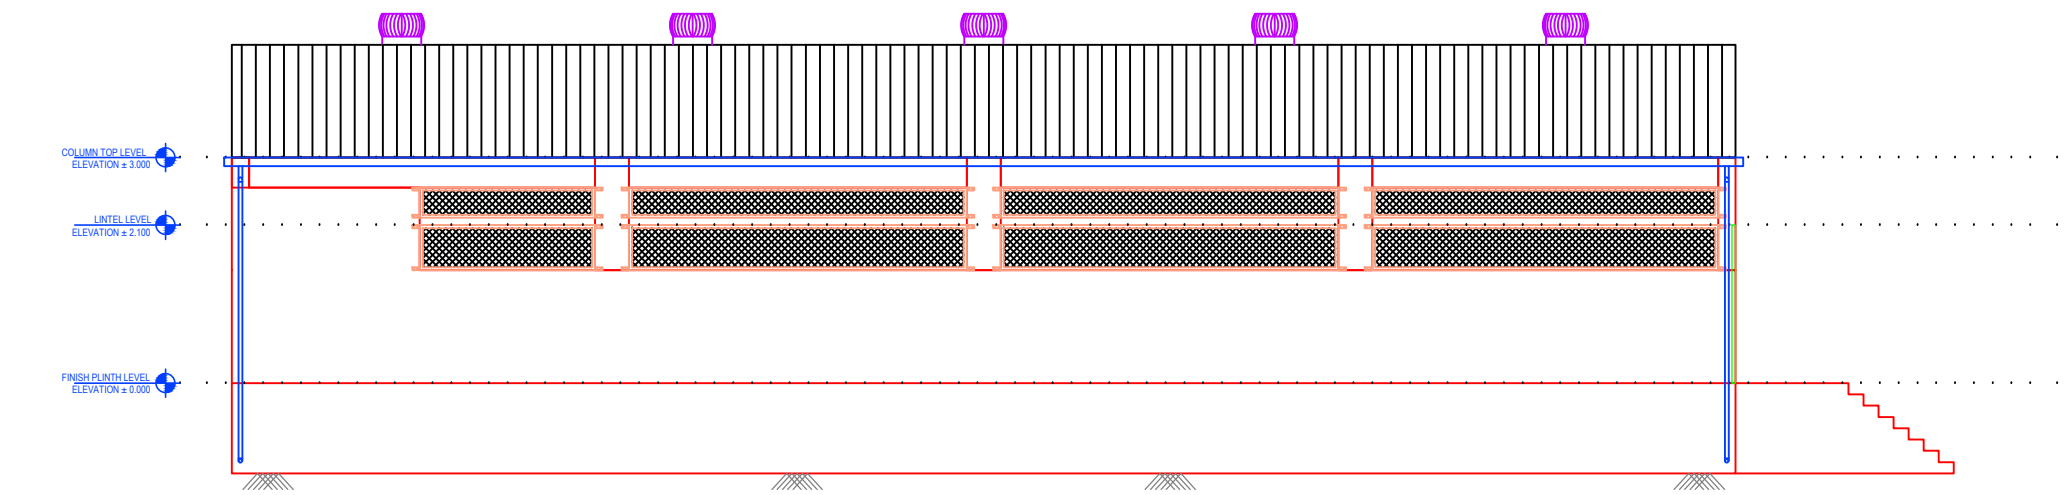 COLUMN TOP LEVEL
ELEVATION ± 3.000
LINTEL LEVEL
ELEVATION ± 2.100
FINISH PLINTH LEVEL
ELEVATION ± 0.000